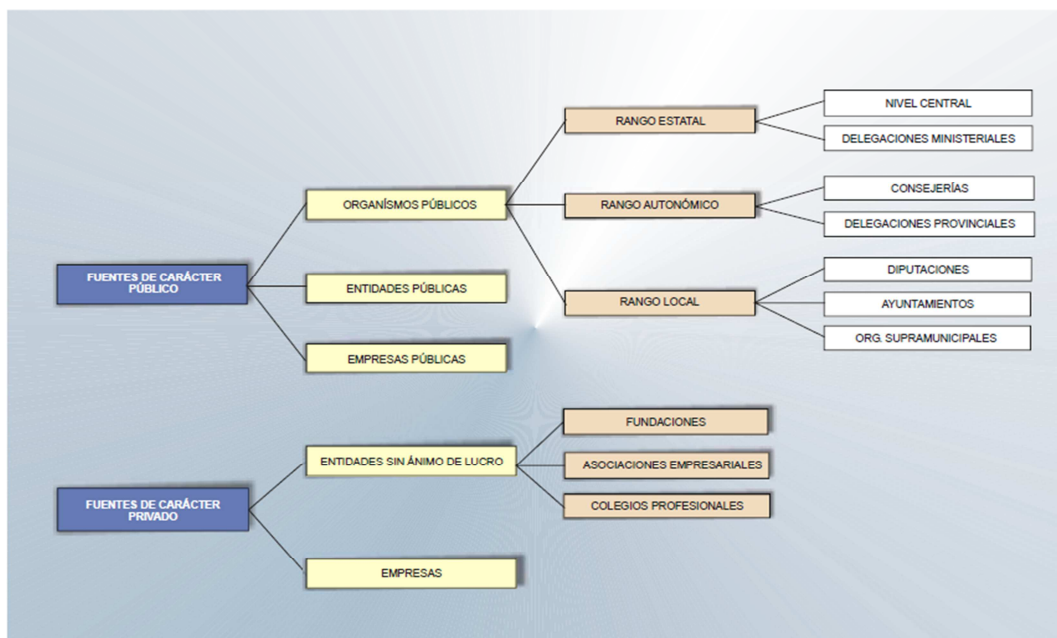 FUENTES DE CARÁCTER
PÚBLICO
ORGANÍSMOS PÚBLICOS
RANGO ESTATAL
NIVEL CENTRAL
DELEGACIONES MINISTERIALES
RANGO AUTONÓMICO
CONSEJERÍAS
DELEGACIONES PROVINCIALES
RANGO LOCAL
DIPUTACIONES
AYUNTAMIENTOS
ORG. SUPRAMUNICIPALES
ENTIDADES PÚBLICAS
EMPRESAS PÚBLICAS
FUENTES DE CARÁCTER
PRIVADO
ENTIDADES SIN ÁNIMO DE LUCRO
FUNDACIONES
ASOCIACIONES EMPRESARIALES
COLEGIOS PROFESIONALES
EMPRESAS